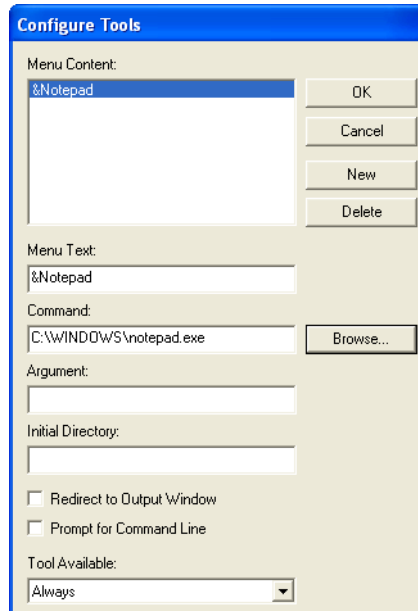 Configure Tools
Menu Content:
&Notepad
OK
Cancel
New
Delete
Menu Text:
&Notepad
Command:
C:\WINDOWS\notepad.exe
Browse...
Argument:
Initial Directory:
Redirect to Output Window
Prompt for Command Line
Tool Available:
Always